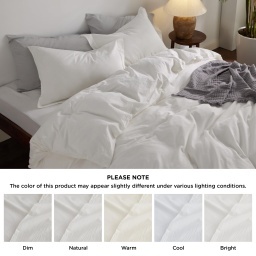 PLEASE NOTE
The color of this product may appear slightly different under various lighting conditions.
Dim Natural Warm Cool Bright